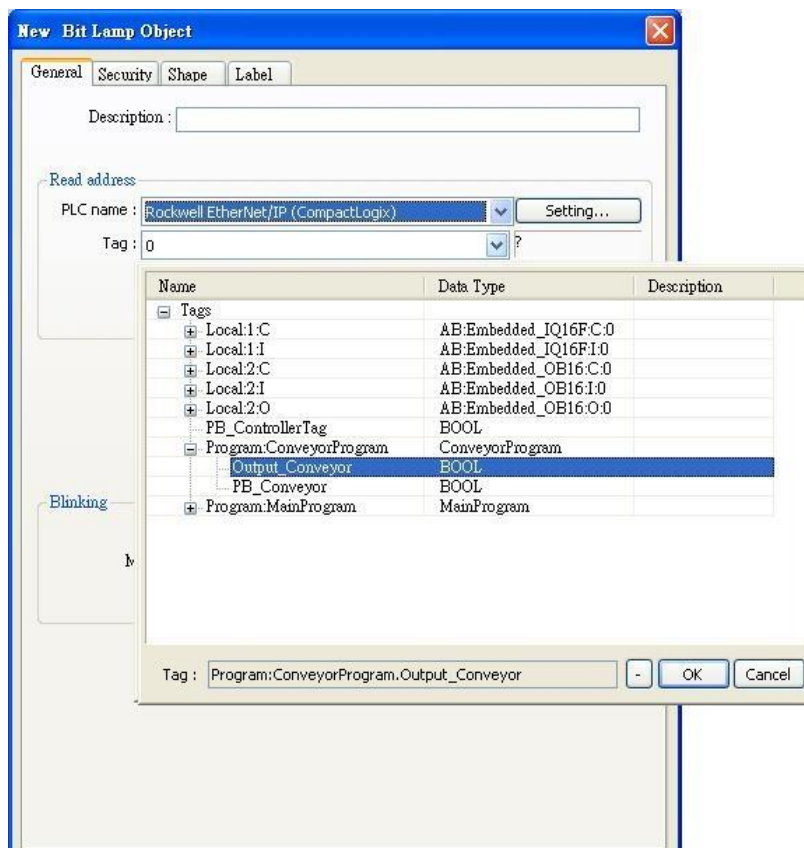 New Bit Lamp Object
General Security Shape Label
Description :
Read address
PLC name : Rockwell EtherNet/IP (CompactLogix) Setting...
Tag : 0 ?
Name Data Type Description
Tags
Local:1:C AB:Embedded_IQ16F:C:0
Local:1:I AB:Embedded_IQ16F:I:0
Local:2:C AB:Embedded_OB16:C:0
Local:2:I AB:Embedded_OB16:I:0
Local:2:O AB:Embedded_OB16:O:0
PB_ControllerTag BOOL
Program:ConveyorProgram ConveyorProgram
Output_Conveyor BOOL
PB_Conveyor BOOL
Blinking
Program:MainProgram MainProgram
Tag : Program:ConveyorProgram.Output_Conveyor - OK Cancel